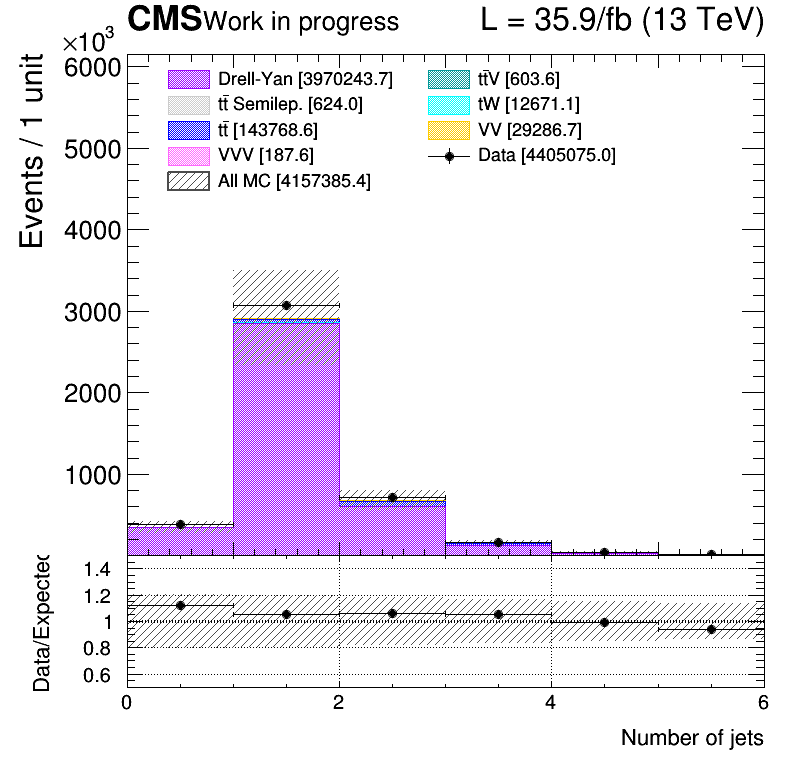 CMS Work in progress L = 35.9/fb (13 TeV)
×10³
Events / 1 unit
6000
5000
4000
3000
2000
1000
Drell-Yan [3970243.7]
tt̄ Semilep. [624.0]
tt̄ [143768.6]
VVV [187.6]
All MC [4157385.4]
tt̄V [603.6]
tW [12671.1]
VV [29286.7]
Data [4405075.0]
Data/Expected
1.4
1.2
1
0.8
0.6
0 2 4 6
Number of jets